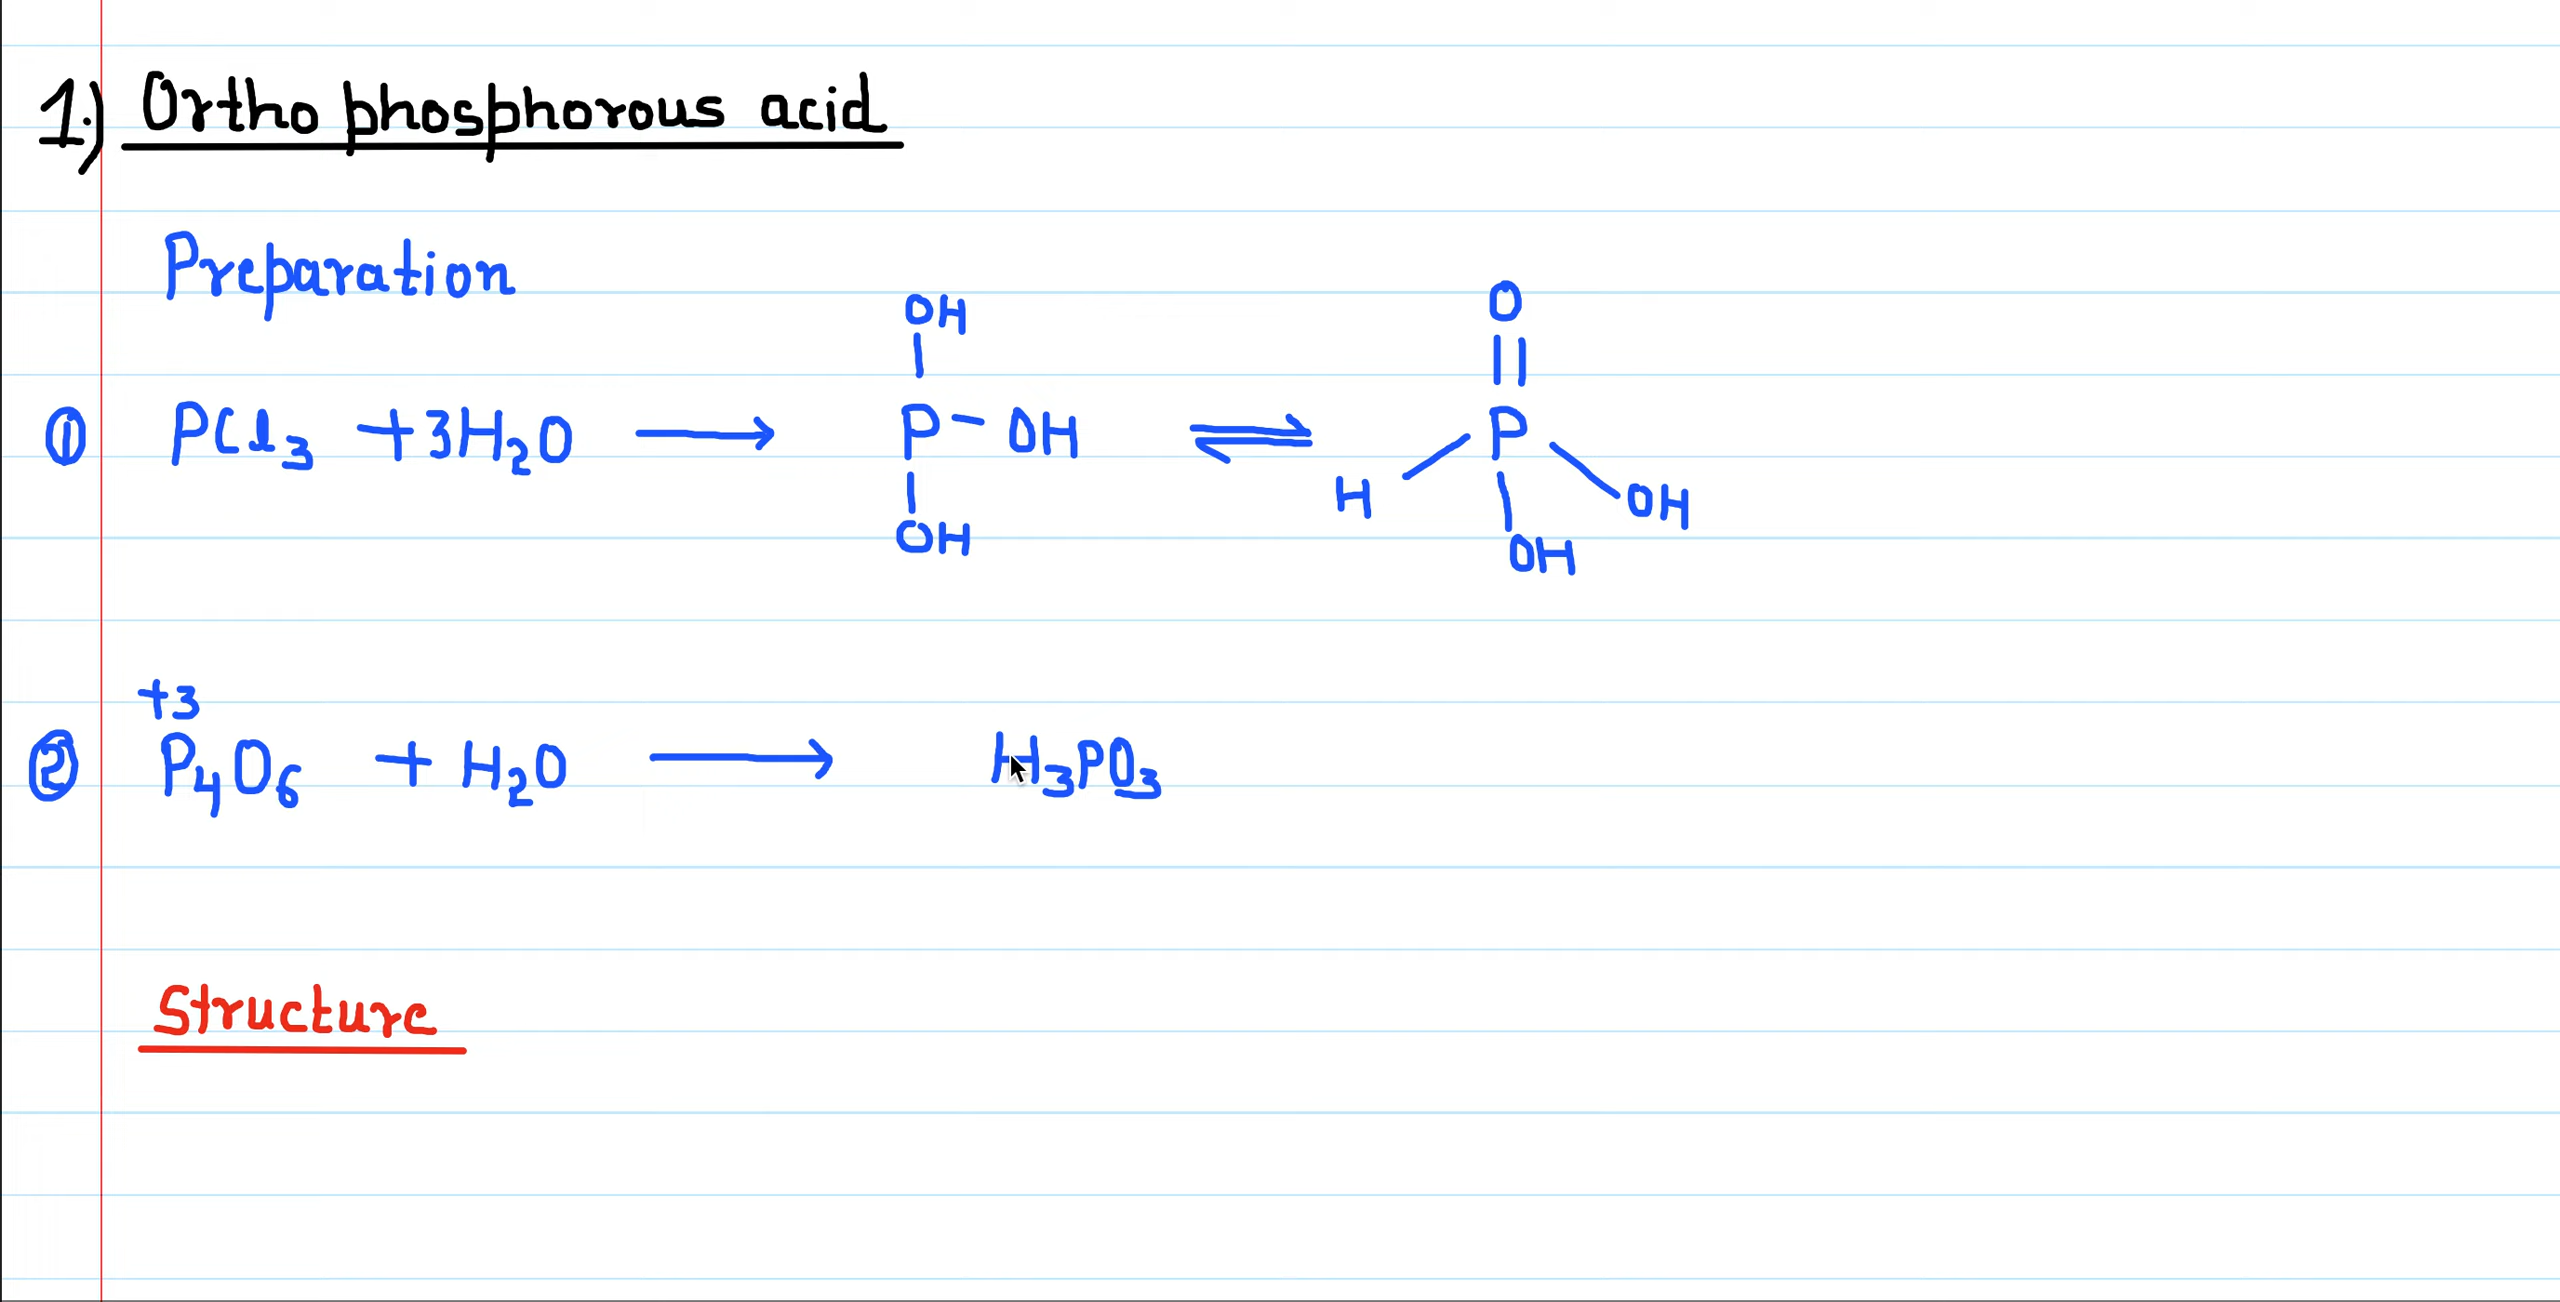 1.) Ortho phosphorous acid
Preparation
OH
O
① PCl₃ + 3H₂O ⟶ P - OH ⇌ P
H
OH
OH
OH
+3
② P₄O₆ + H₂O ⟶ H₃PO₃
Structure